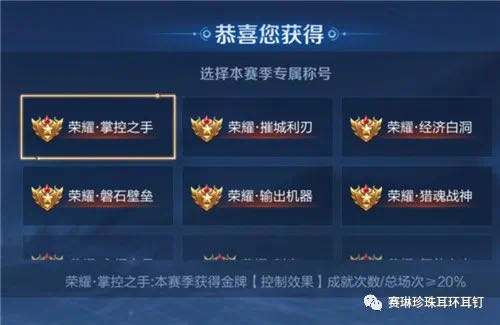 恭喜您获得
选择本赛季专属称号
荣耀·掌控之手 荣耀·摧城利刃 荣耀·经济白洞
荣耀·磐石壁垒 荣耀·输出机器 荣耀·猎魂战神
荣耀·掌控之手:本赛季获得金牌【控制效果】成就次数/总场次≥20%
赛琳珍珠耳环耳钉